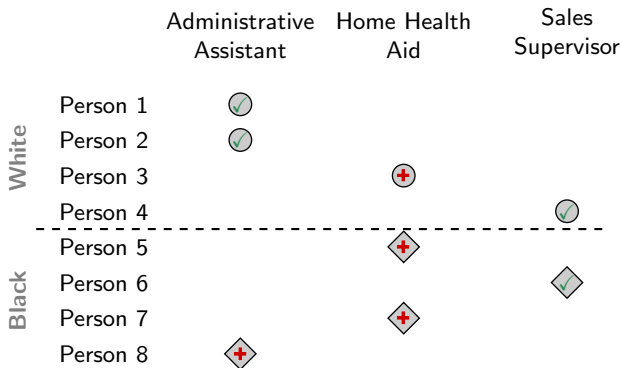 Administrative Assistant
Home Health Aid
Sales Supervisor
White
Person 1
Person 2
Person 3
Person 4
Black
Person 5
Person 6
Person 7
Person 8